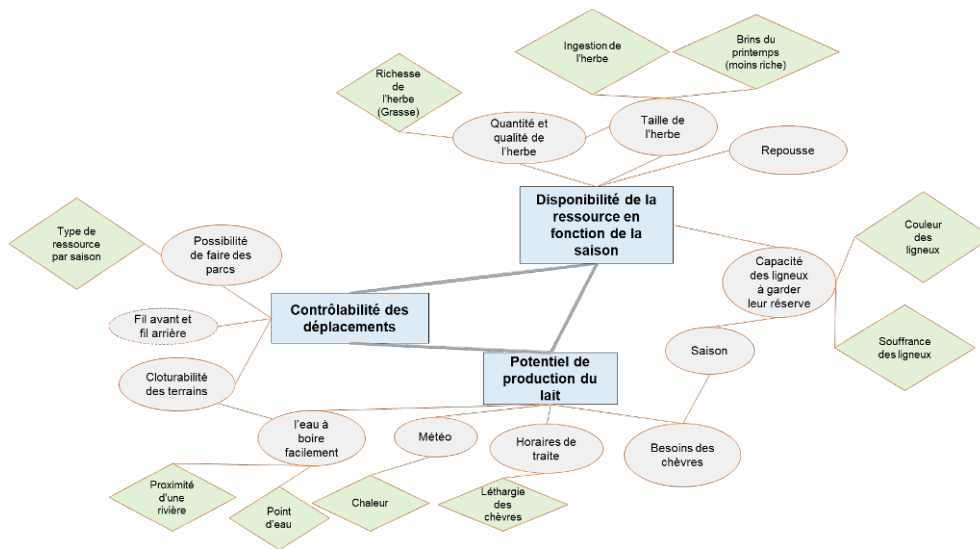 Ingestion de
l'herbe
Brins du
printemps
(moins riche)
Richesse
de
l'herbe
(Grasse)
Quantité et
qualité de
l'herbe
Taille de
l'herbe
Repousse
Disponibilité de la
ressource en
fonction de la
saison
Couleur
des
ligneux
Type de
ressource
par saison
Possibilité
de faire des
parcs
Capacité
des ligneux
à garder
leur réserve
Contrôlabilité des
déplacements
Fil avant et
fil arrière
Saison
Souffrance
des ligneux
Potentiel de
production du
lait
Cloturabilité
des terrains
l'eau à
boire
facilement
Météo
Horaires de
traite
Besoins des
chèvres
Proximité
d'une
rivière
Point
d'eau
Chaleur
Léthargie
des
chèvres